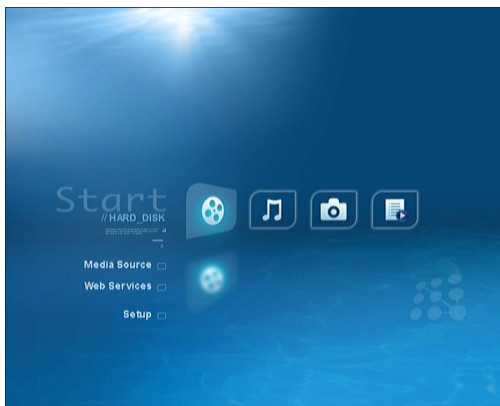 Start
// HARD_DISK
Media Source
Web Services
Setup